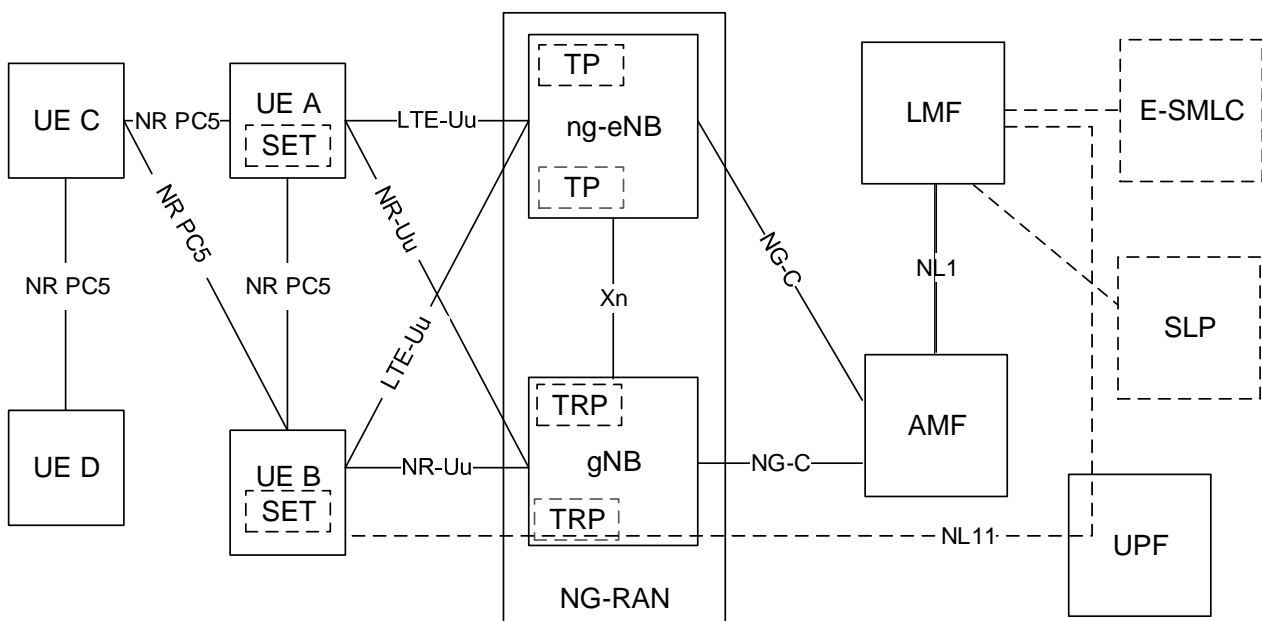 TP
ng-eNB
TP
UE C
NR PC5
UE A
SET
LTE-Uu
LMF
E-SMLC
NR PC5
NR-Uu
NG-C
NL1
NR PC5
NR PC5
Xn
LTE-Uu
SLP
UE D
UE B
SET
NR-Uu
TRP
gNB
TRP
NG-C
AMF
NL11
UPF
NG-RAN